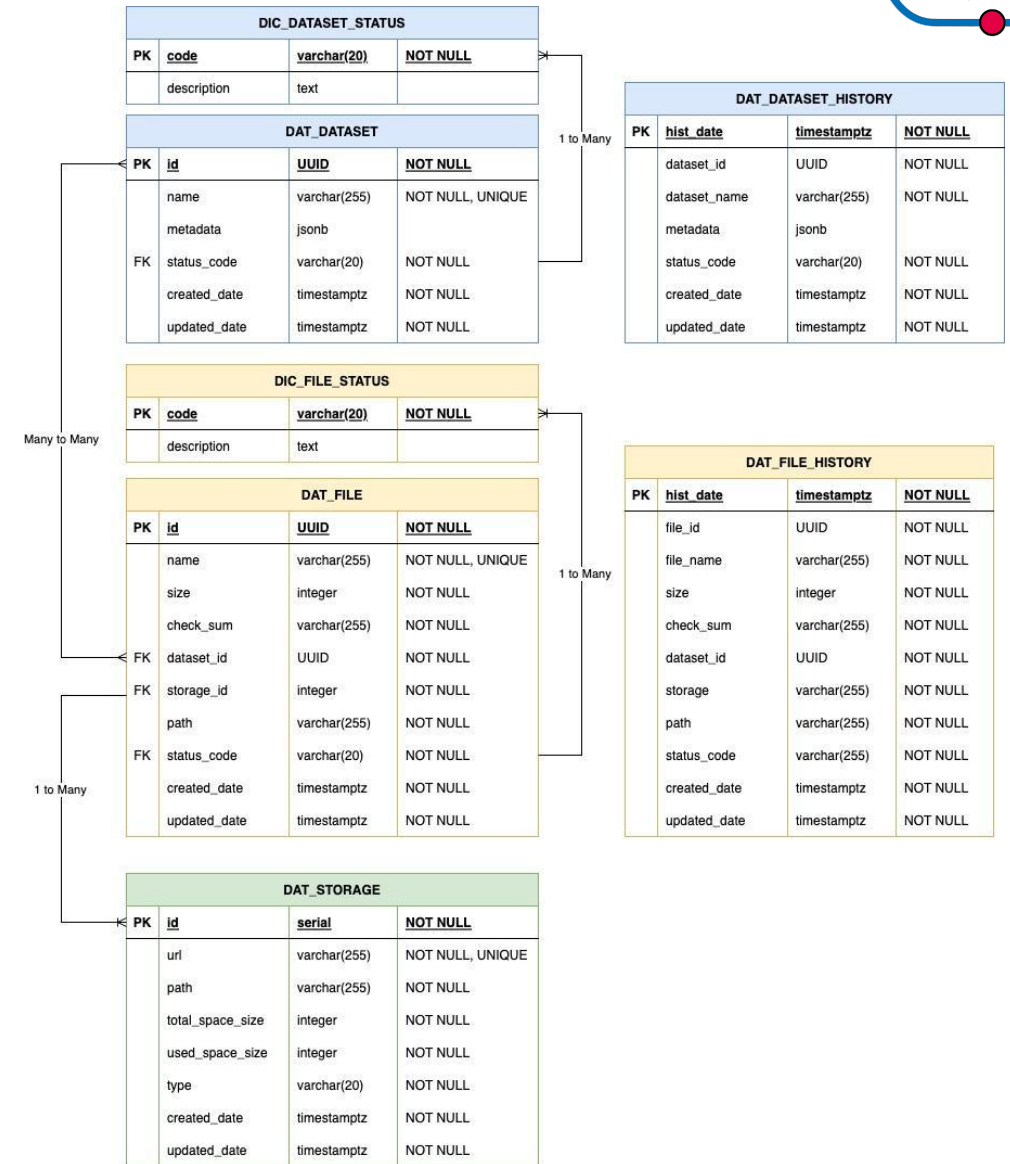 DIC_DATASET_STATUS
PK code varchar(20) NOT NULL
description text
DAT_DATASET
PK id UUID NOT NULL
name varchar(255) NOT NULL, UNIQUE
metadata jsonb
FK status_code varchar(20) NOT NULL
created_date timestamptz NOT NULL
updated_date timestamptz NOT NULL
1 to Many
DAT_DATASET_HISTORY
PK hist_date timestamptz NOT NULL
dataset_id UUID NOT NULL
dataset_name varchar(255) NOT NULL
metadata jsonb
status_code varchar(20) NOT NULL
created_date timestamptz NOT NULL
updated_date timestamptz NOT NULL
Many to Many
DIC_FILE_STATUS
PK code varchar(20) NOT NULL
description text
DAT_FILE
PK id UUID NOT NULL
name varchar(255) NOT NULL, UNIQUE
size integer NOT NULL
check_sum varchar(255) NOT NULL
FK dataset_id UUID NOT NULL
FK storage_id integer NOT NULL
path varchar(255) NOT NULL
FK status_code varchar(20) NOT NULL
created_date timestamptz NOT NULL
updated_date timestamptz NOT NULL
1 to Many
DAT_FILE_HISTORY
PK hist_date timestamptz NOT NULL
file_id UUID NOT NULL
file_name varchar(255) NOT NULL
size integer NOT NULL
check_sum varchar(255) NOT NULL
dataset_id UUID NOT NULL
storage varchar(255) NOT NULL
path varchar(255) NOT NULL
status_code varchar(255) NOT NULL
created_date timestamptz NOT NULL
updated_date timestamptz NOT NULL
1 to Many
DAT_STORAGE
PK id serial NOT NULL
url varchar(255) NOT NULL, UNIQUE
path varchar(255) NOT NULL
total_space_size integer NOT NULL
used_space_size integer NOT NULL
type varchar(20) NOT NULL
created_date timestamptz NOT NULL
updated_date timestamptz NOT NULL